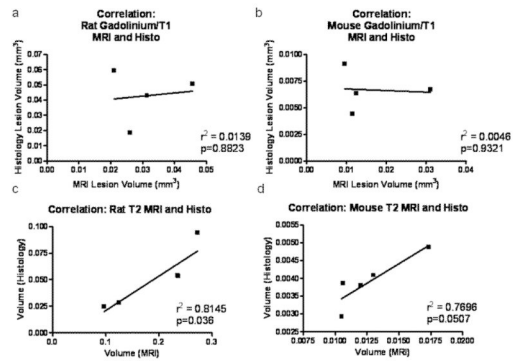 a
Correlation:
Rat Gadolinium/T1
MRI and Histo
Histology Lesion Volume (mm³)
0.07
0.06
0.05
0.04
0.03
0.02
0.01
0.00
0.00
0.01
0.02
0.03
0.04
0.05
r² = 0.0139
p=0.8823
MRI Lesion Volume (mm³)
b
Correlation:
Mouse Gadolinium/T1
MRI and Histo
Histology Lesion Volume (mm³)
0.0100
0.0075
0.0050
0.0025
0.0000
0.00
0.01
0.02
0.03
0.04
r² = 0.0046
p=0.9321
MRI Lesion Volume (mm³)
c
Correlation: Rat T2 MRI and Histo
Volume (Histology)
0.100
0.075
0.050
0.025
0.000
0.0
0.1
0.2
0.3
r² = 0.8145
p=0.036
Volume (MRI)
d
Correlation: Mouse T2 MRI and Histo
Volume (Histology)
0.0055
0.0050
0.0045
0.0040
0.0035
0.0030
0.0025
0.0075
0.0100
0.0125
0.0150
0.0175
0.0200
r² = 0.7696
p=0.0507
Volume (MRI)